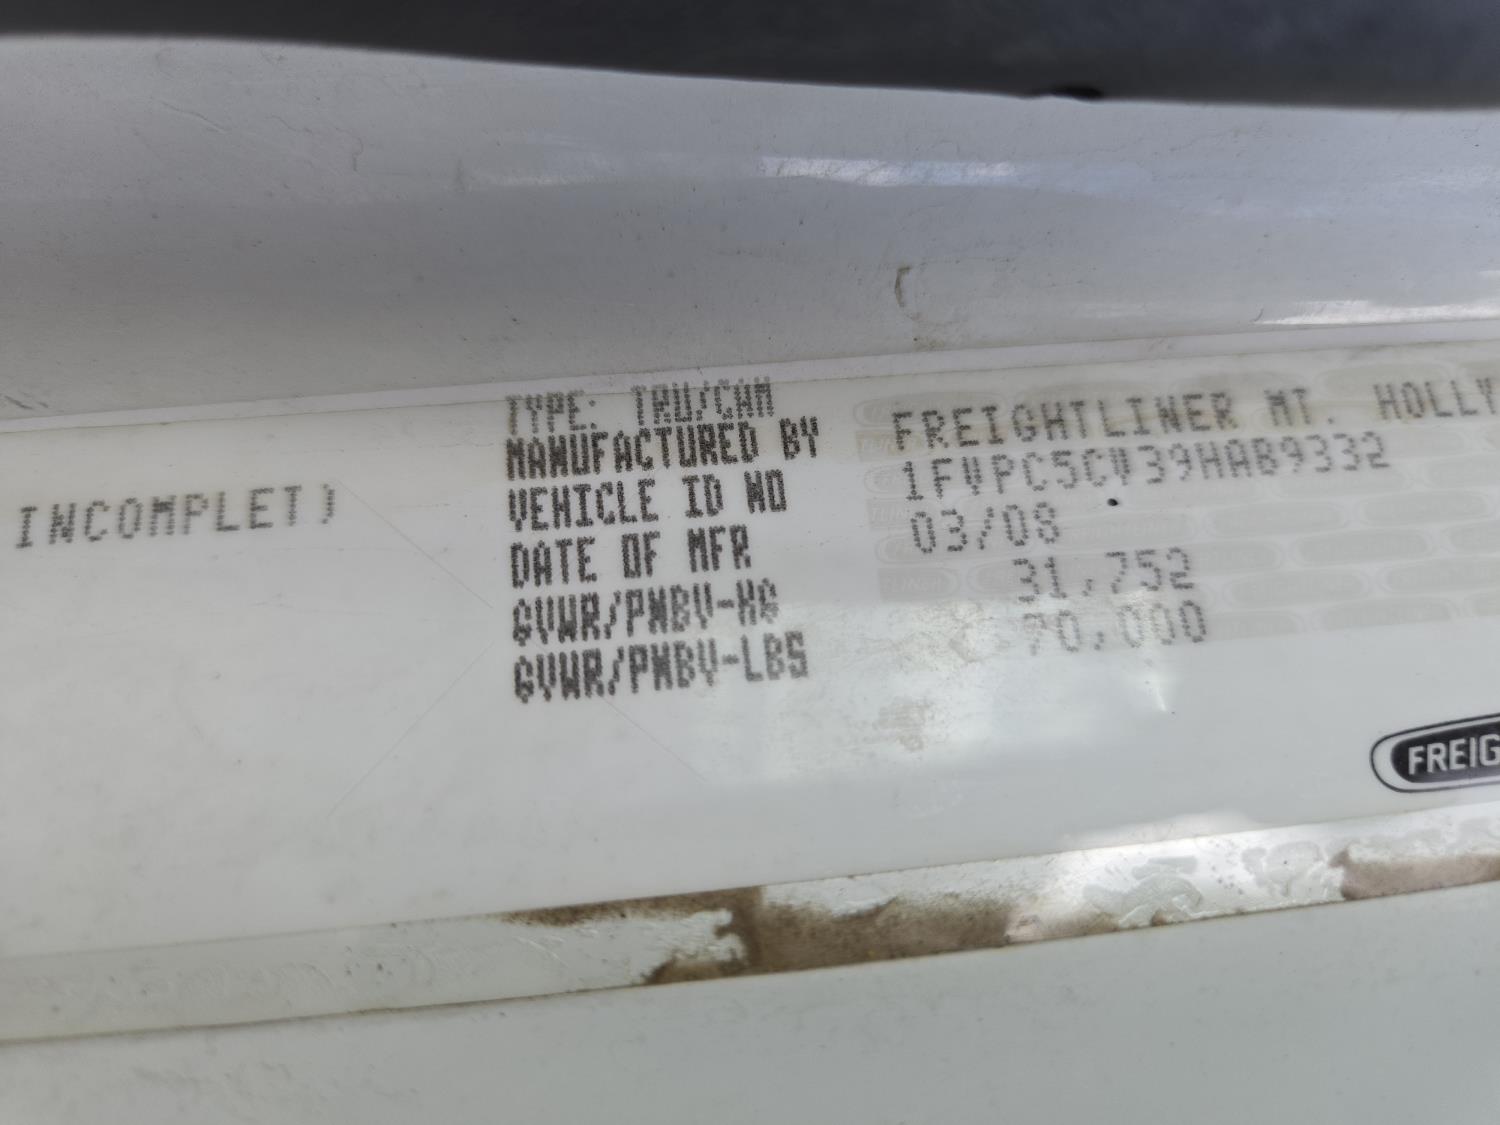 INCOMPLET)
TYPE: TRU/CAM
MANUFACTURED BY FREIGHTLINER MT. HOLLY
VEHICLE ID NO 1FVPC5CV39HAB9332
DATE OF MFR 03/08
GVWR/PNBV-KG 31,752
GVWR/PNBV-LBS 70,000
FREIG